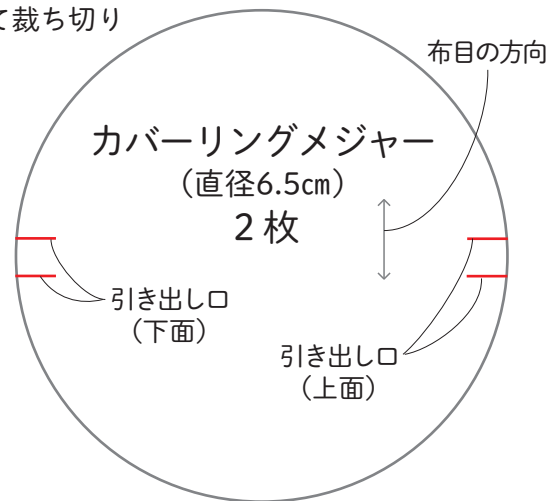 て裁ち切り
布目の方向
カバーリングメジャー
（直径6.5㎝）
2枚
引き出し口
（下面）
引き出し口
（上面）